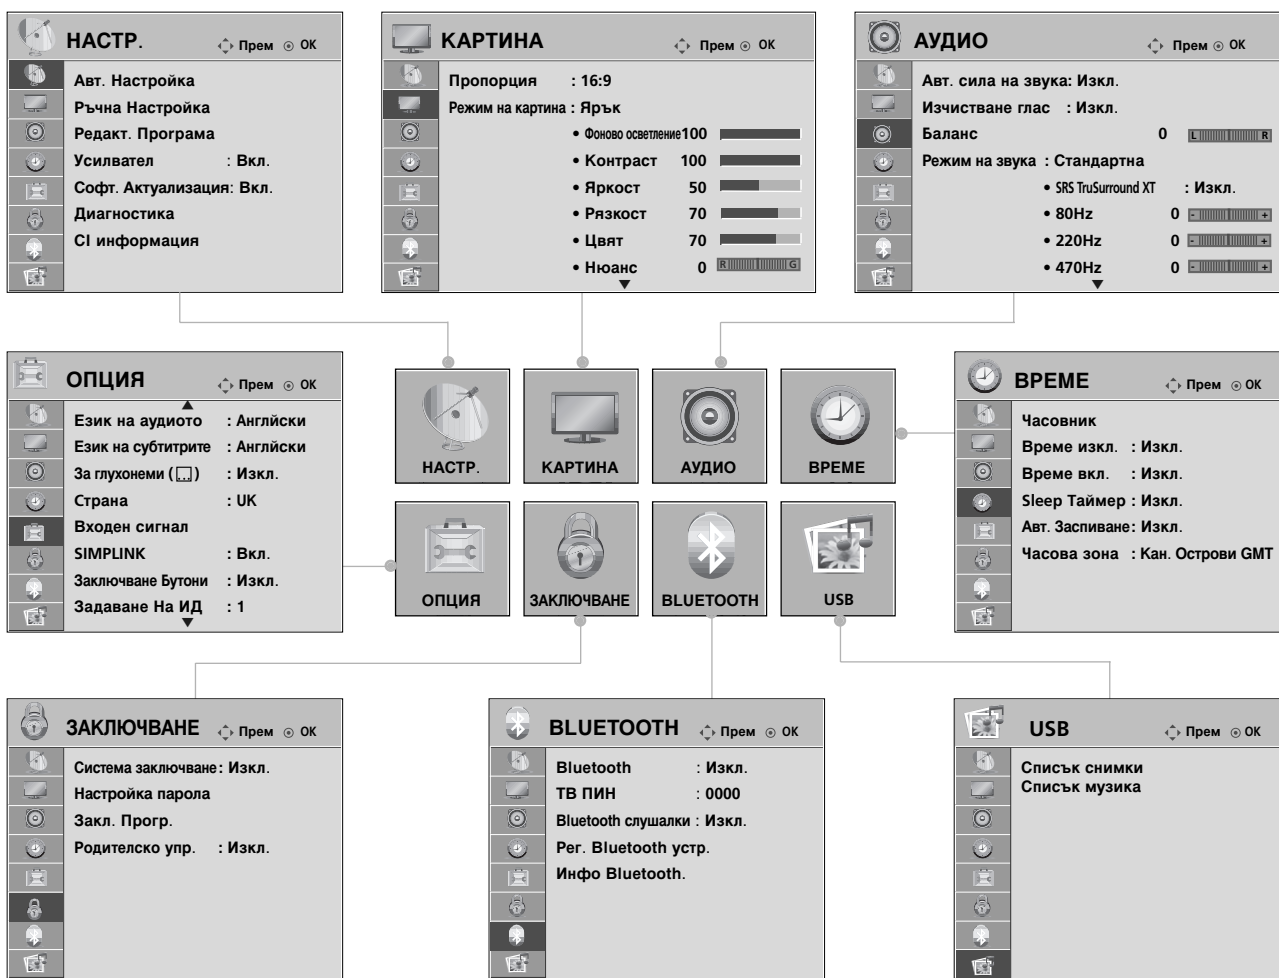 НАСТР. Прем OK
Авт. Настройка
Ръчна Настройка
Редакт. Програма
Усилвател : Вкл.
Софт. Актуализация: Вкл.
Диагностика
CI информация
КАРТИНА Прем OK
Пропорция : 16:9
Режим на картина : Ярък
• Фоново осветление100
• Контраст 100
• Яркост 50
• Рязкост 70
• Цвят 70
• Нюанс 0 R G
АУДИО Прем OK
Авт. сила на звука: Изкл.
Изчистване глас : Изкл.
Баланс 0 L R
Режим на звука : Стандартна
• SRS TruSurround XT : Изкл.
• 80Hz 0 - +
• 220Hz 0 - +
• 470Hz 0 - +
ОПЦИЯ Прем OK
Език на аудиото : Англйски
Език на субтитрите : Англйски
За глухонеми ( ) : Изкл.
Страна : UK
Входен сигнал
SIMPLINK : Вкл.
Заключване Бутони : Изкл.
Задаване На ИД : 1
НАСТР.
КАРТИНА
АУДИО
ВРЕМЕ
ОПЦИЯ
ЗАКЛЮЧВАНЕ
BLUETOOTH
USB
ВРЕМЕ Прем OK
Часовник
Време изкл. : Изкл.
Време вкл. : Изкл.
Sleep Таймер : Изкл.
Авт. Заспиване: Изкл.
Часова зона : Кан. Острови GMT
ЗАКЛЮЧВАНЕ Прем OK
Система заключване: Изкл.
Настройка парола
Закл. Прогр.
Родителско упр. : Изкл.
BLUETOOTH Прем OK
Bluetooth : Изкл.
ТВ ПИН : 0000
Bluetooth слушалки : Изкл.
Рег. Bluetooth устр.
Инфо Bluetooth.
USB Прем OK
Списък снимки
Списък музика